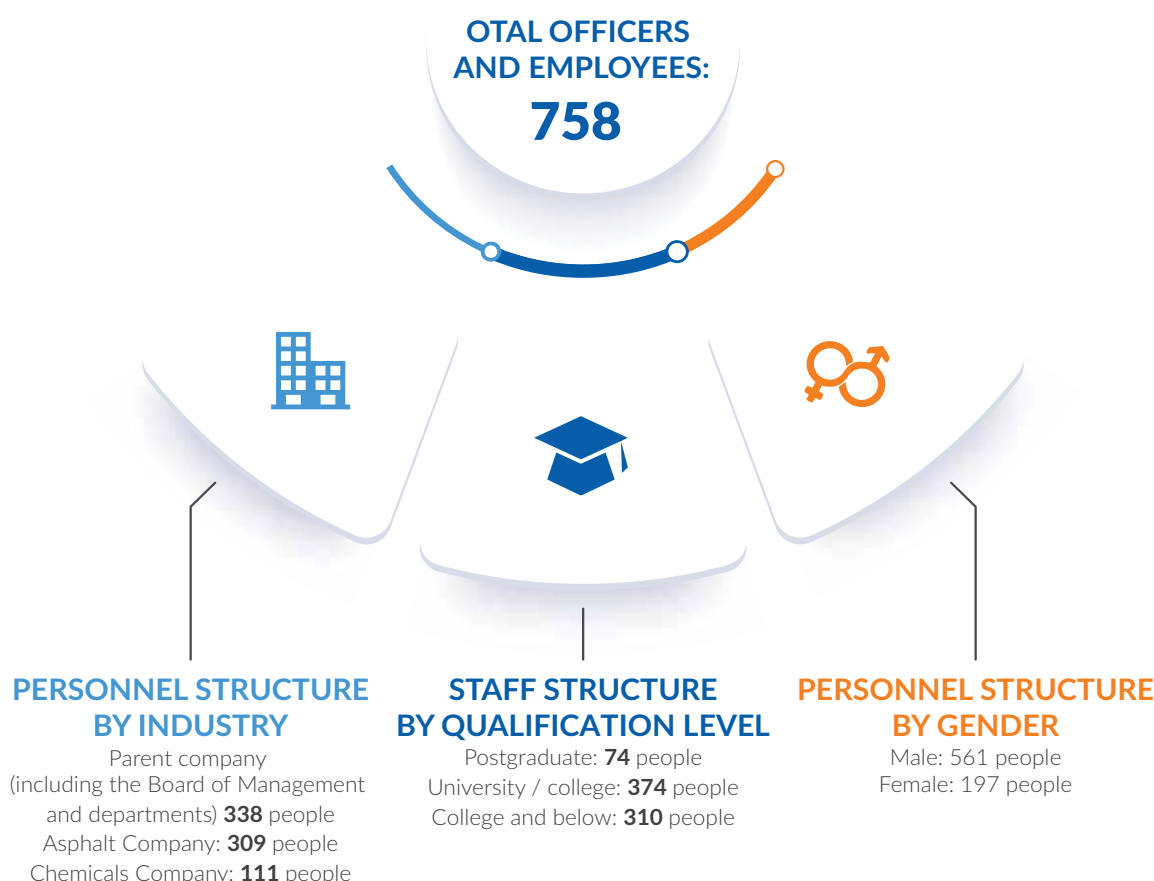 OTAL OFFICERS
AND EMPLOYEES:
758
PERSONNEL STRUCTURE
BY INDUSTRY
Parent company
(including the Board of Management
and departments) 338 people
Asphalt Company: 309 people
Chemicals Company: 111 people
STAFF STRUCTURE
BY QUALIFICATION LEVEL
Postgraduate: 74 people
University / college: 374 people
College and below: 310 people
PERSONNEL STRUCTURE
BY GENDER
Male: 561 people
Female: 197 people